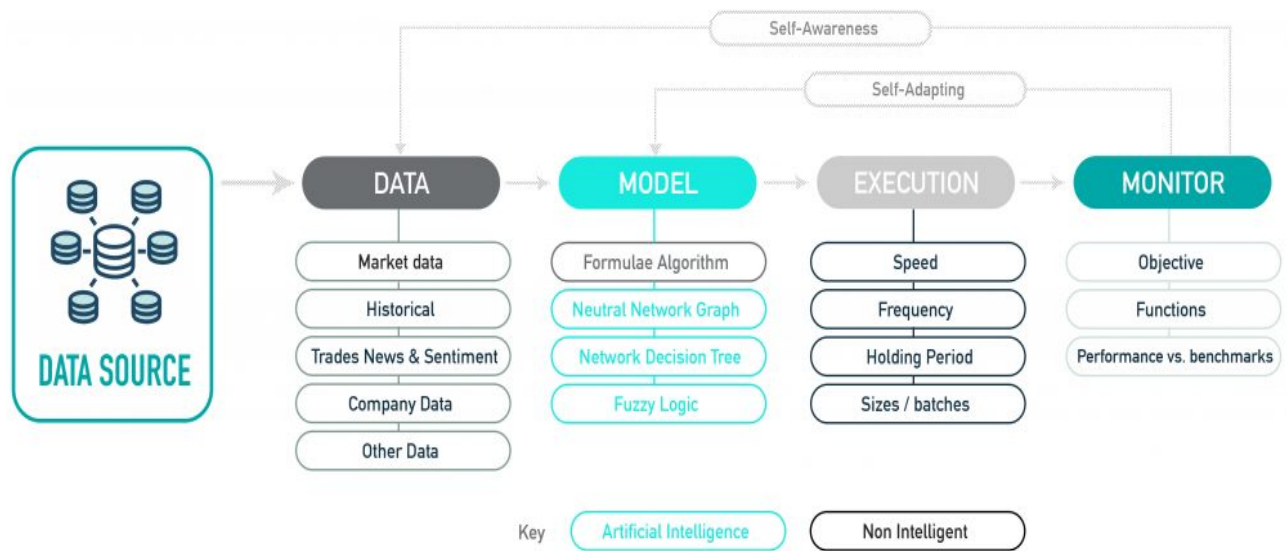 Self-Awareness
Self-Adapting
DATA SOURCE
DATA
MODEL
EXECUTION
MONITOR
Market data
Historical
Trades News & Sentiment
Company Data
Other Data
Formulae Algorithm
Neutral Network Graph
Network Decision Tree
Fuzzy Logic
Speed
Frequency
Holding Period
Sizes / batches
Objective
Functions
Performance vs. benchmarks
Key
Artificial Intelligence
Non Intelligent